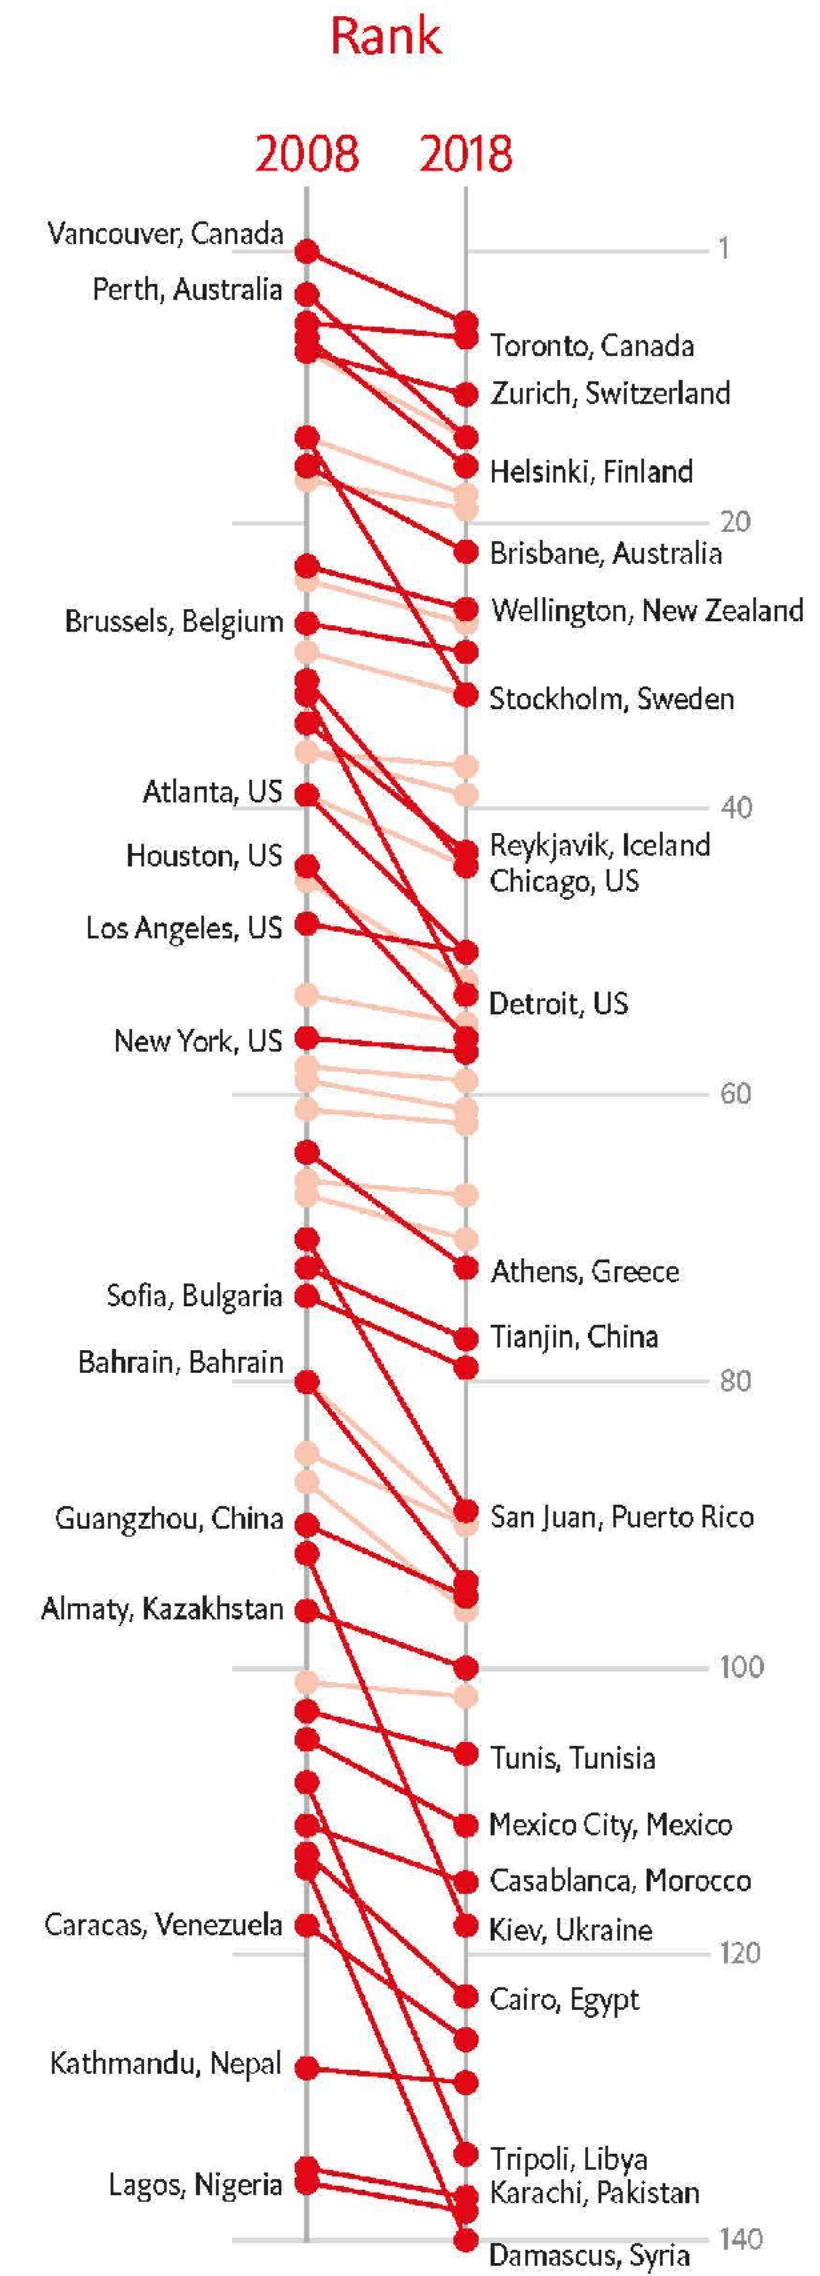 Rank
2008 2018
Vancouver, Canada
1
Perth, Australia
Toronto, Canada
Zurich, Switzerland
Helsinki, Finland
20
Brisbane, Australia
Wellington, New Zealand
Brussels, Belgium
Stockholm, Sweden
Atlanta, US
40
Reykjavik, Iceland
Houston, US
Chicago, US
Los Angeles, US
Detroit, US
New York, US
60
Athens, Greece
Sofia, Bulgaria
Tianjin, China
Bahrain, Bahrain
80
San Juan, Puerto Rico
Guangzhou, China
Almaty, Kazakhstan
100
Tunis, Tunisia
Mexico City, Mexico
Casablanca, Morocco
Caracas, Venezuela
Kiev, Ukraine
120
Cairo, Egypt
Kathmandu, Nepal
Tripoli, Libya
Lagos, Nigeria
Karachi, Pakistan
140
Damascus, Syria